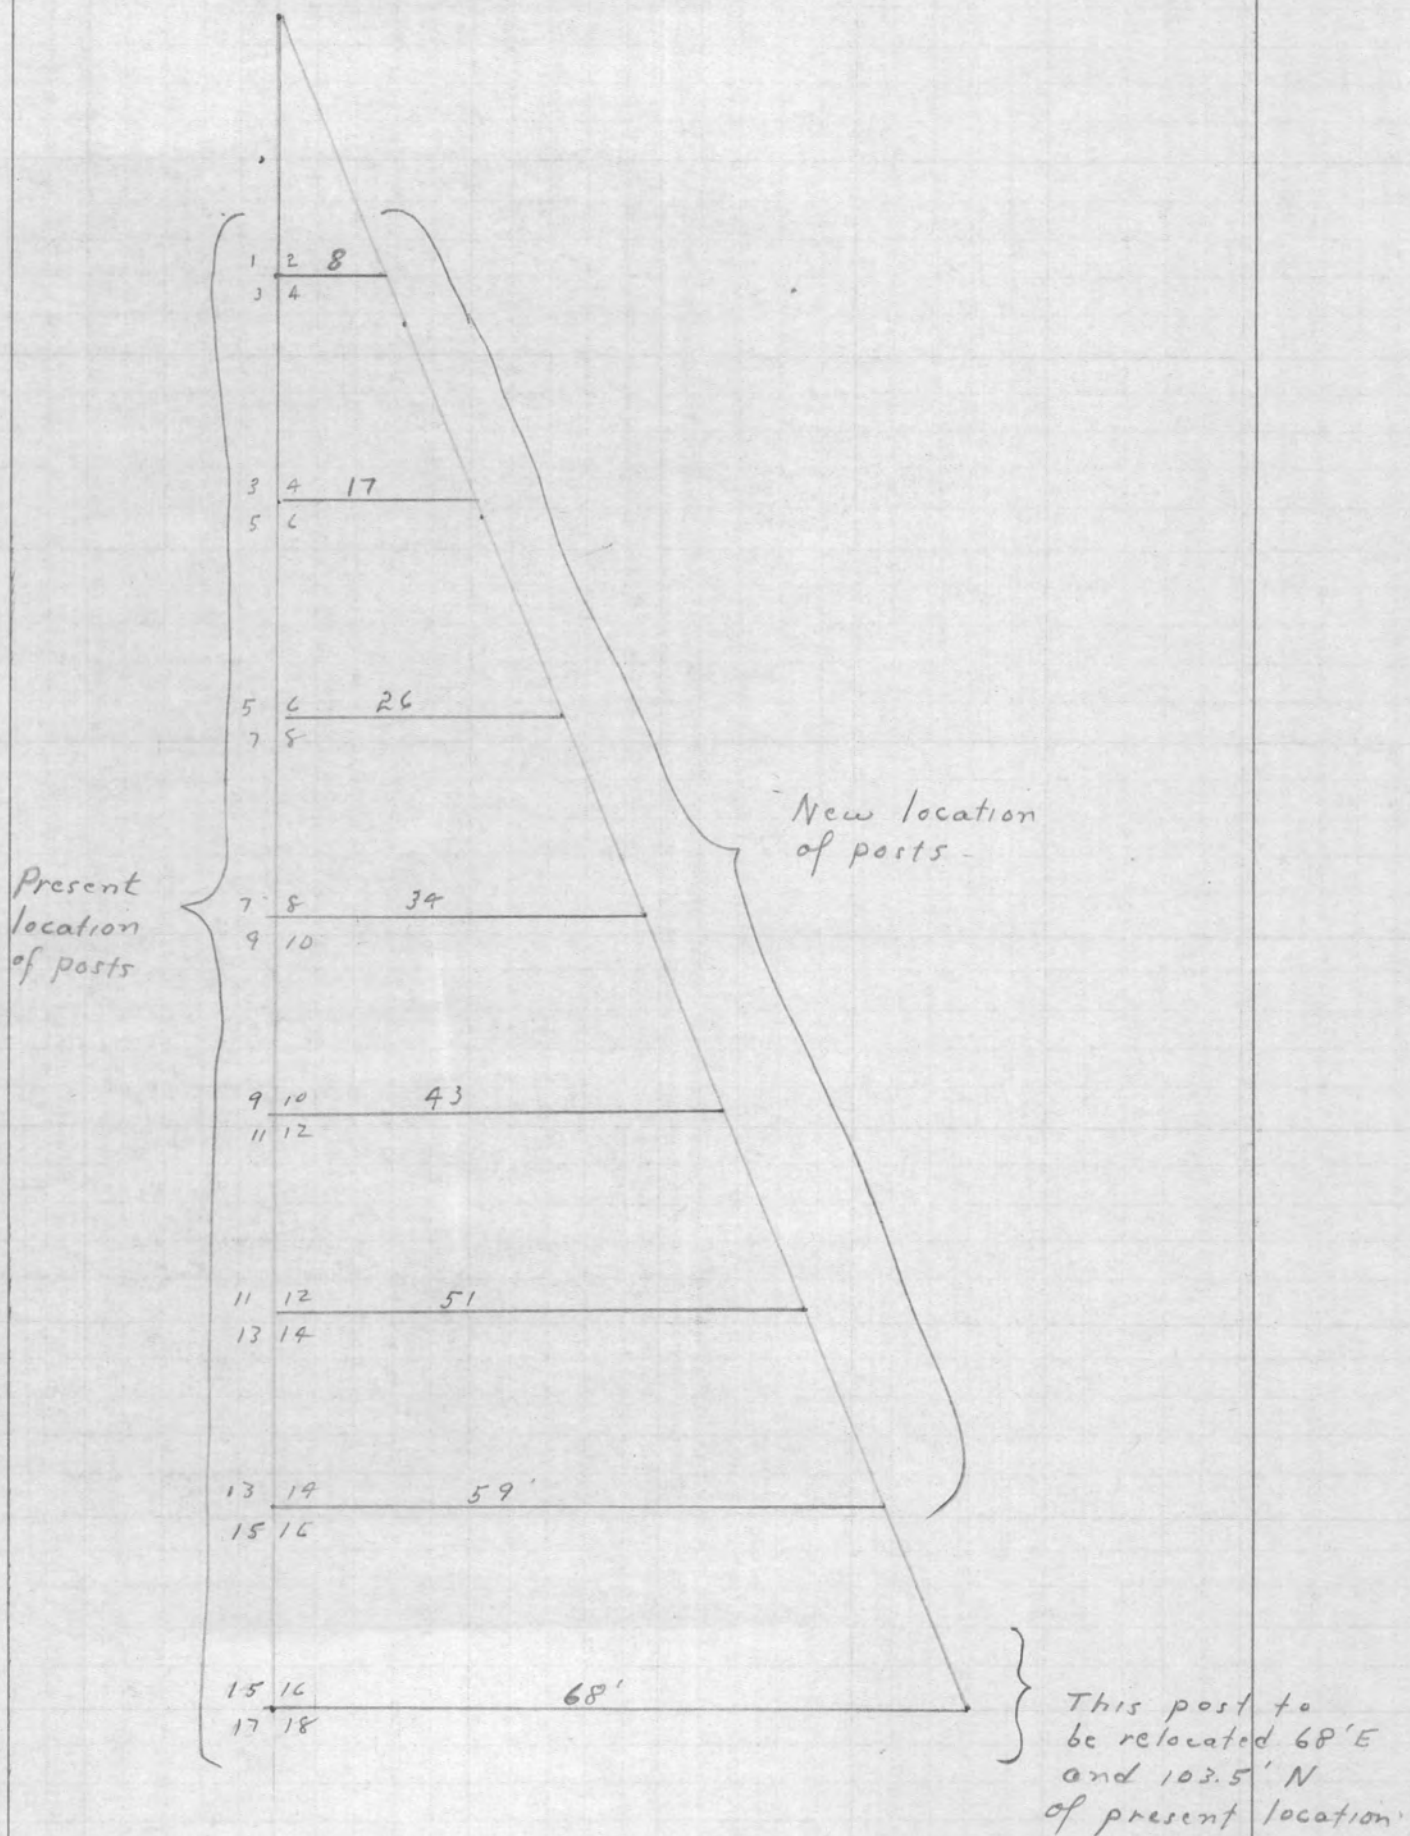 1 2 8
3 4
3 4 17
5 6
5 6 26
7 8
New location
of posts
Present
location
of posts
7 8 34
9 10
9 10 43
11 12
11 12 51
13 14
13 14 59'
15 16
15 16 68'
17 18
This post to
be relocated 68'E
and 103.5' N
of present location